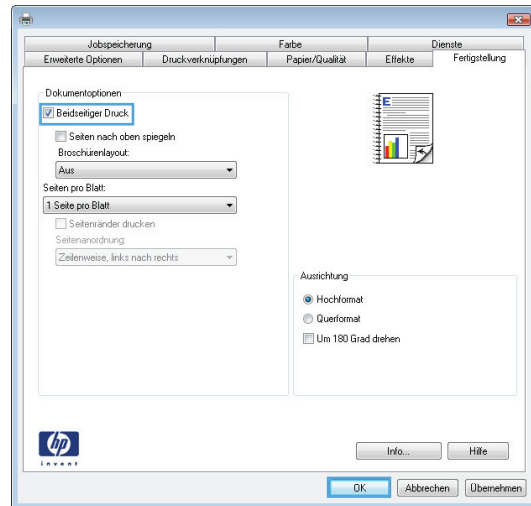 Jobspeicherung Farbe Dienste
Erweiterte Optionen Druckverknüpfungen Papier/Qualität Effekte Fertigstellung
Dokumentoptionen
Beidseitiger Druck
Seiten nach oben spiegeln
Broschürenlayout:
Aus
Seiten pro Blatt:
1 Seite pro Blatt
Seitenränder drucken
Seitenanordnung:
Zeilenweise, links nach rechts
E
Ausrichtung
Hochformat
Querformat
Um 180 Grad drehen
hp
invent
Info... Hilfe
OK Abbrechen Übernehmen